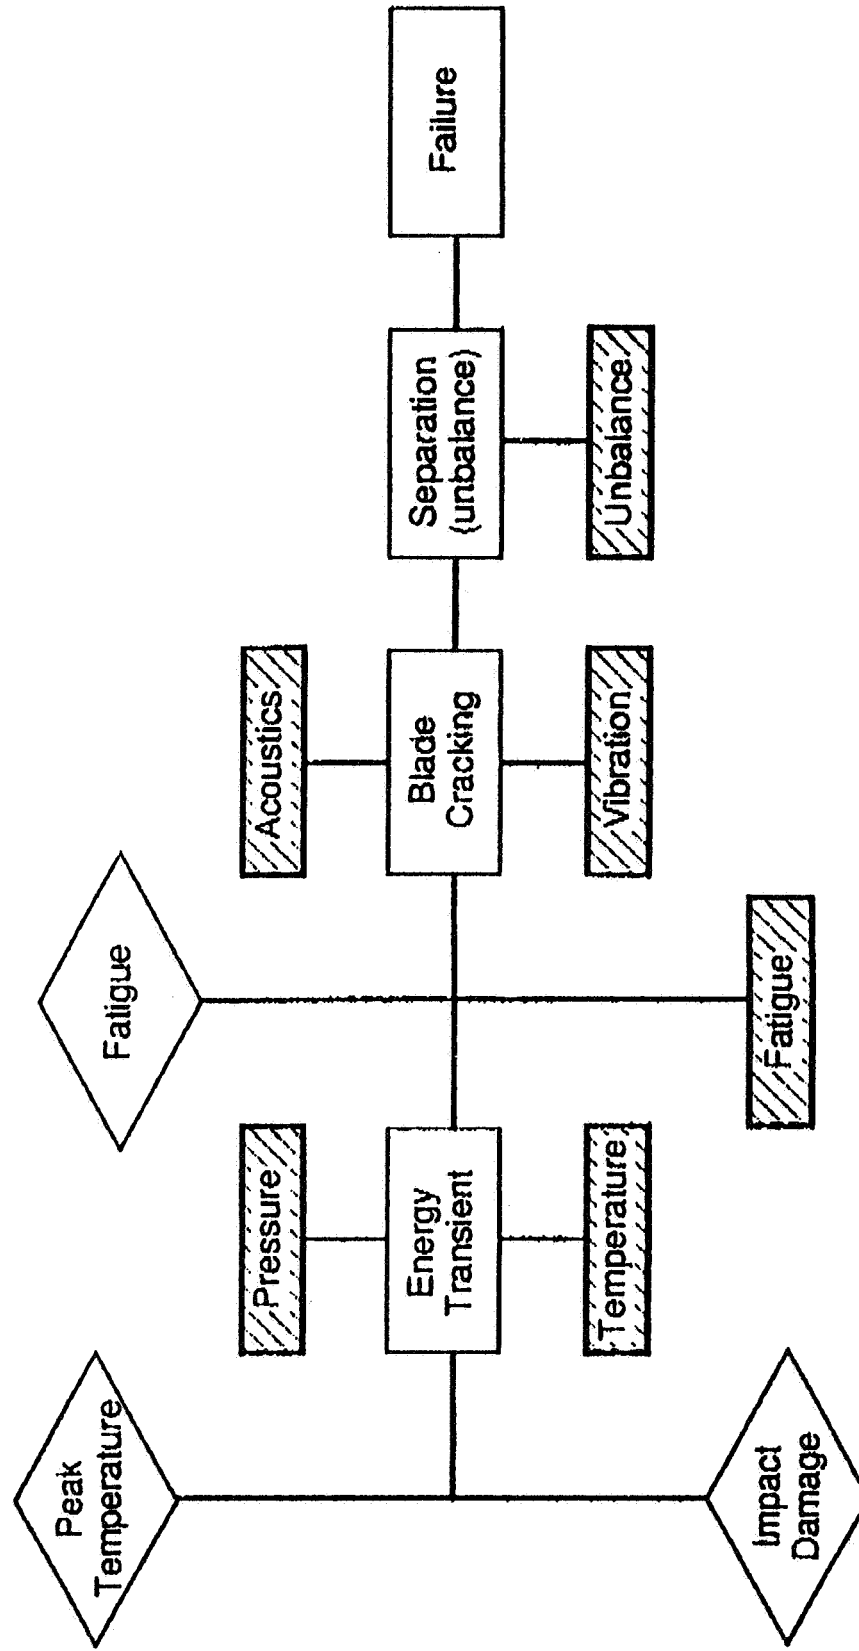 Peak
Temperature
Fatigue
Pressure
Acoustics
Energy
Transient
Blade
Cracking
Separation
(unbalance)
Failure
Temperature
Vibration
Unbalance
Fatigue
Impact
Damage